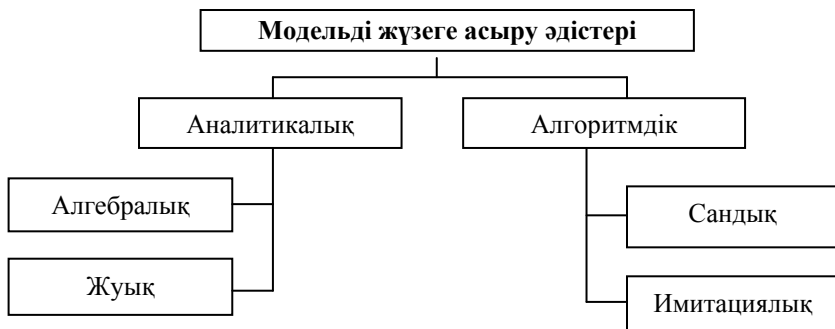 Модельді жүзеге асыру әдістері
Аналитикалық
Алгоритмдік
Алгебралық
Сандық
Жуық
Имитациялық